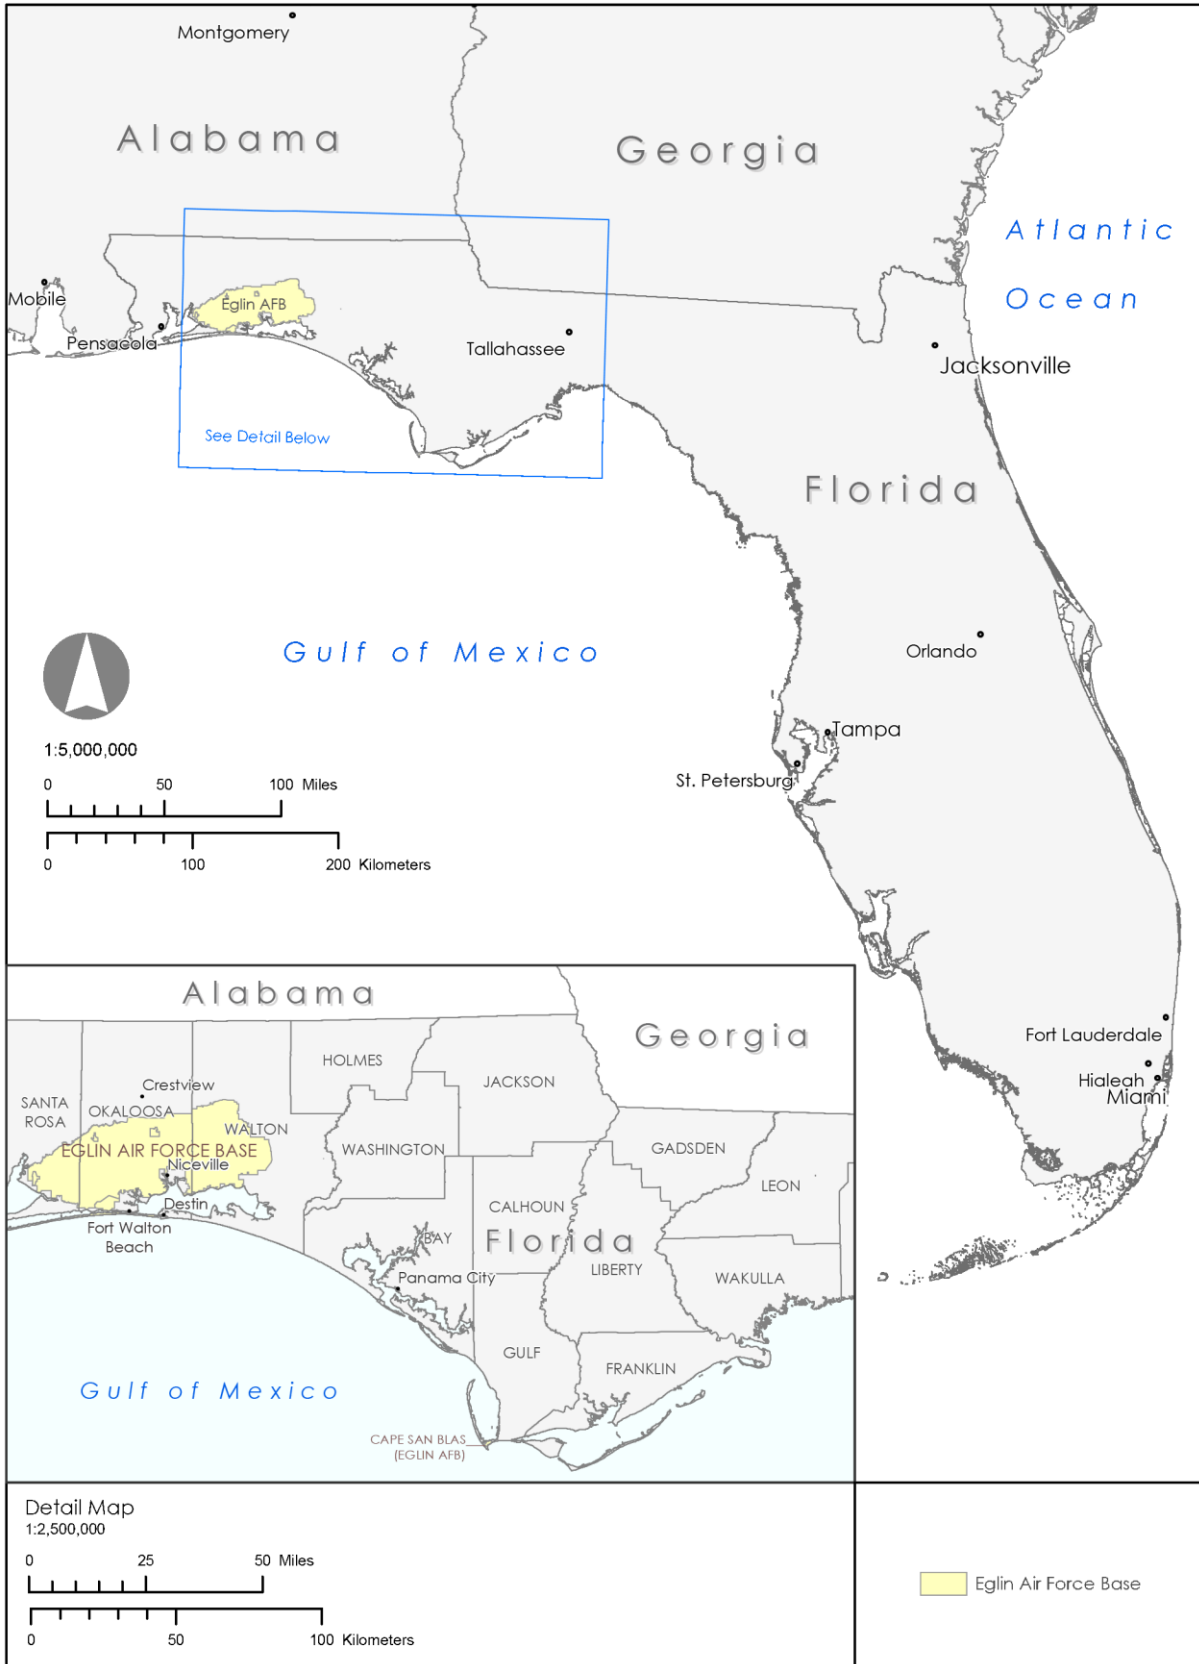 Montgomery
Alabama
Georgia
Atlantic
Ocean
Mobile
Eglin AFB
Pensacola
Tallahassee
Jacksonville
See Detail Below
Florida
Gulf of Mexico
Orlando
Tampa
St. Petersburg
1:5,000,000
0 50 100 Miles
0 100 200 Kilometers
Fort Lauderdale
Hialeah
Miami
Alabama
Georgia
HOLMES
JACKSON
Crestview
SANTA
ROSA
OKALOOSA
WALTON
WASHINGTON
GADSDEN
EGLIN AIR FORCE BASE
Niceville
LEON
Destin
CALHOUN
Fort Walton
Beach
BAY
Florida
LIBERTY
WAKULLA
Panama City
GULF
FRANKLIN
Gulf of Mexico
CAPE SAN BLAS
(EGLIN AFB)
Detail Map
1:2,500,000
0 25 50 Miles
0 50 100 Kilometers
Eglin Air Force Base